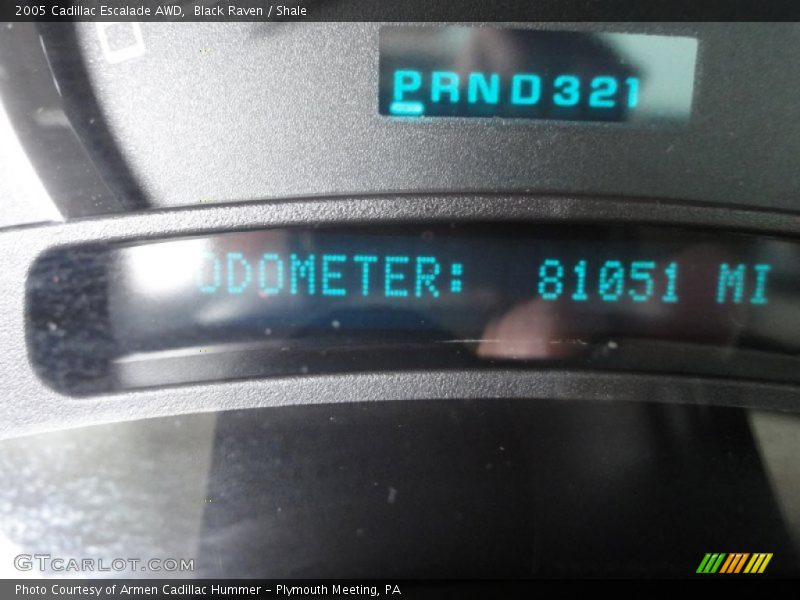 2005 Cadillac Escalade AWD, Black Raven / Shale
PRND321
ODOMETER: 81051 MI
GTCARLOT.COM
Photo Courtesy of Armen Cadillac Hummer - Plymouth Meeting, PA